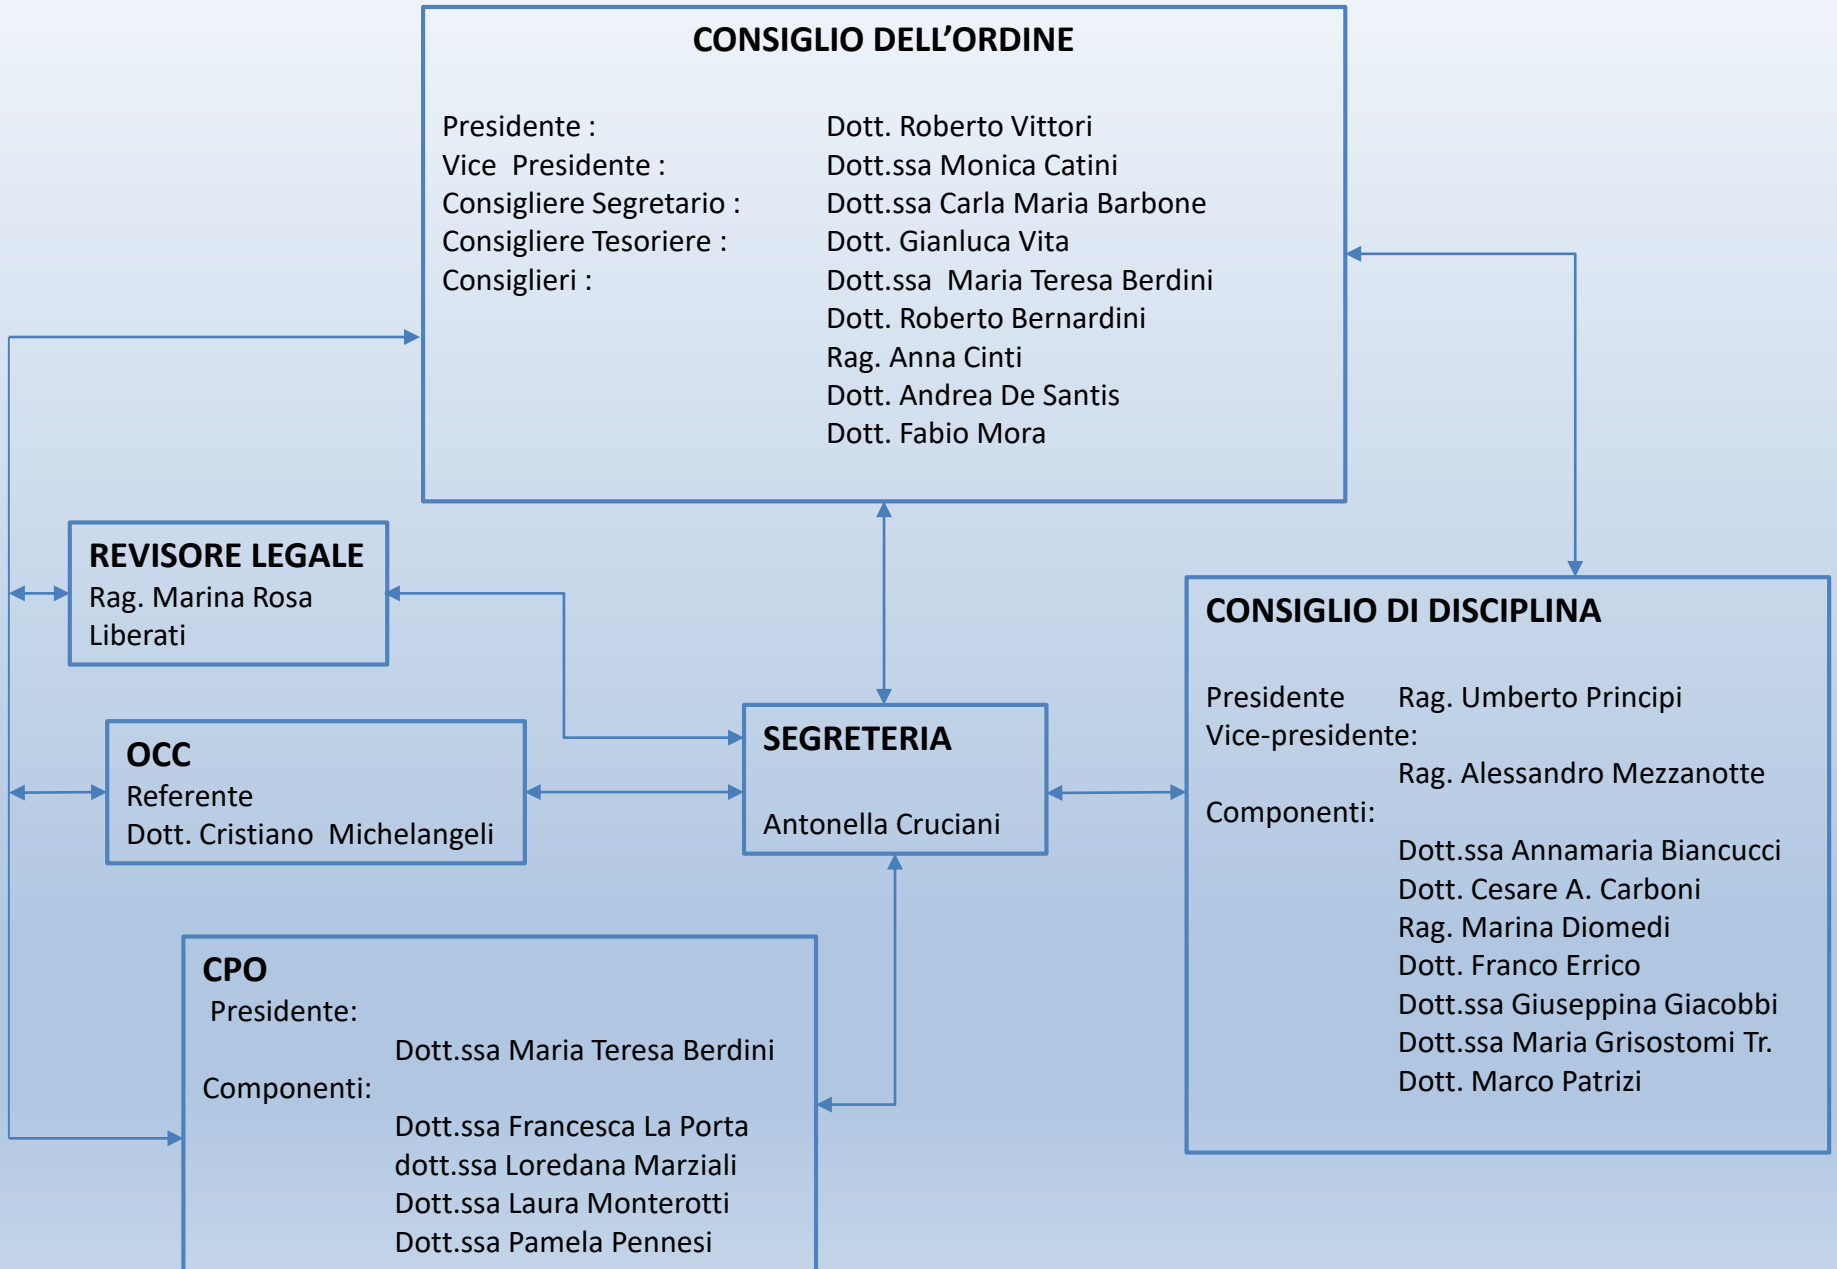 CONSIGLIO DELL’ORDINE
Presidente : Dott. Roberto Vittori
Vice Presidente : Dott.ssa Monica Catini
Consigliere Segretario : Dott.ssa Carla Maria Barbone
Consigliere Tesoriere : Dott. Gianluca Vita
Consiglieri : Dott.ssa Maria Teresa Berdini
Dott. Roberto Bernardini
Rag. Anna Cinti
Dott. Andrea De Santis
Dott. Fabio Mora
REVISORE LEGALE
Rag. Marina Rosa
Liberati
OCC
Referente
Dott. Cristiano Michelangeli
SEGRETERIA
Antonella Cruciani
CONSIGLIO DI DISCIPLINA
Presidente Rag. Umberto Principi
Vice-presidente:
Rag. Alessandro Mezzanotte
Componenti:
Dott.ssa Annamaria Biancucci
Dott. Cesare A. Carboni
Rag. Marina Diomedi
Dott. Franco Errico
Dott.ssa Giuseppina Giacobbi
Dott.ssa Maria Grisostomi Tr.
Dott. Marco Patrizi
CPO
Presidente:
Dott.ssa Maria Teresa Berdini
Componenti:
Dott.ssa Francesca La Porta
dott.ssa Loredana Marziali
Dott.ssa Laura Monterotti
Dott.ssa Pamela Pennesi